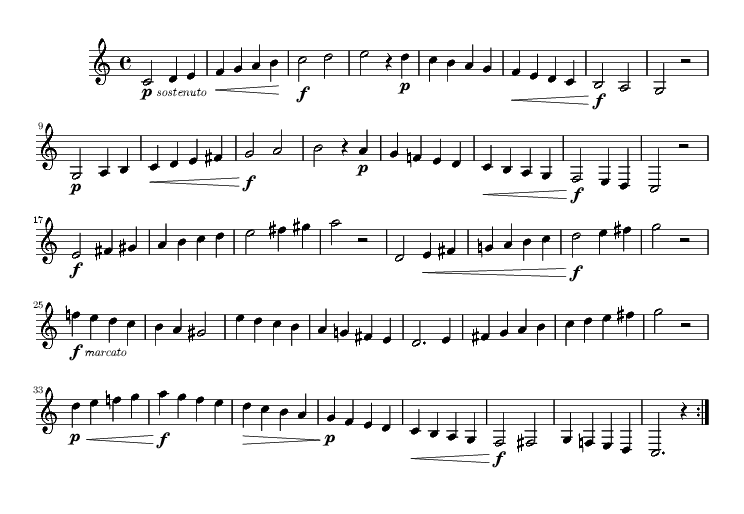 p sostenuto f p f
9
p f p f
17
f f
25
f marcato
33
p f p f